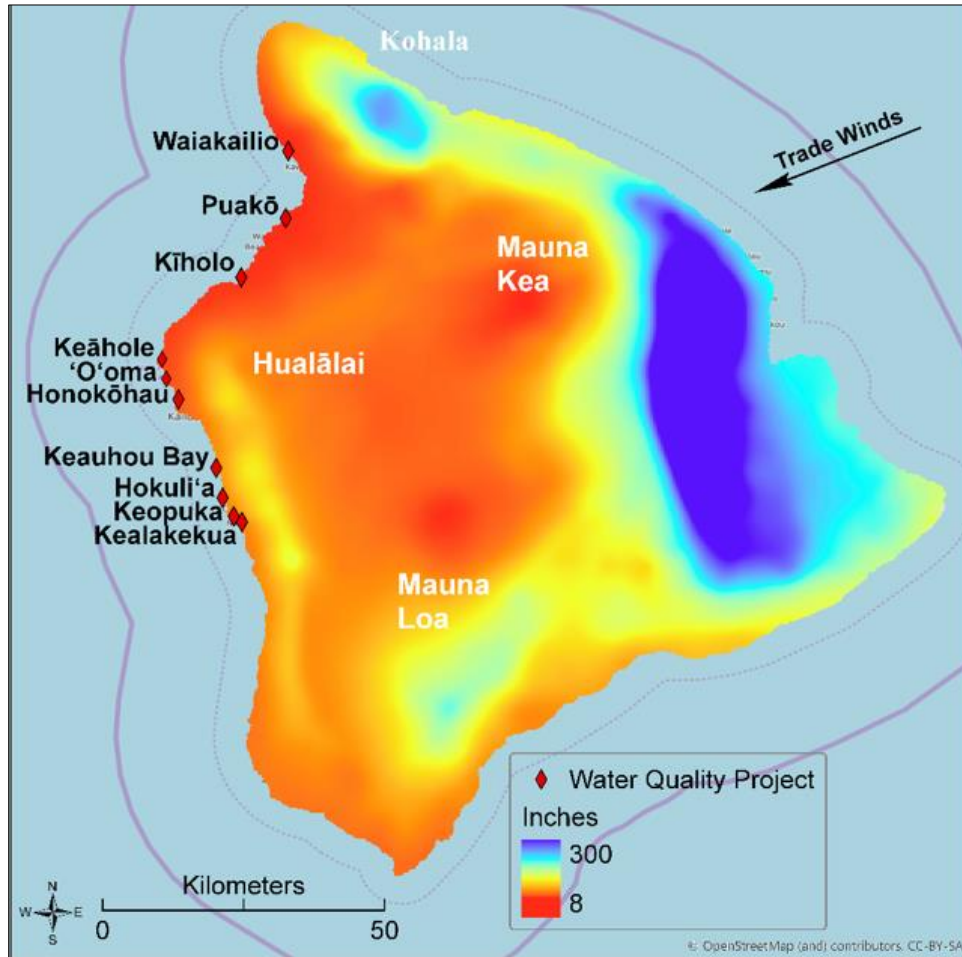 Kohala
Trade Winds
Waiakailio
Puakō
Kīholo
Mauna
Kea
Keāhole
ʻOʻoma
Honokōhau
Hualālai
Keauhou Bay
Hokuliʻa
Keopuka
Kealakekua
Mauna
Loa
Water Quality Project
Inches
300
8
Kilometers
0 50
N
W E
S
© OpenStreetMap (and) contributors, CC-BY-SA